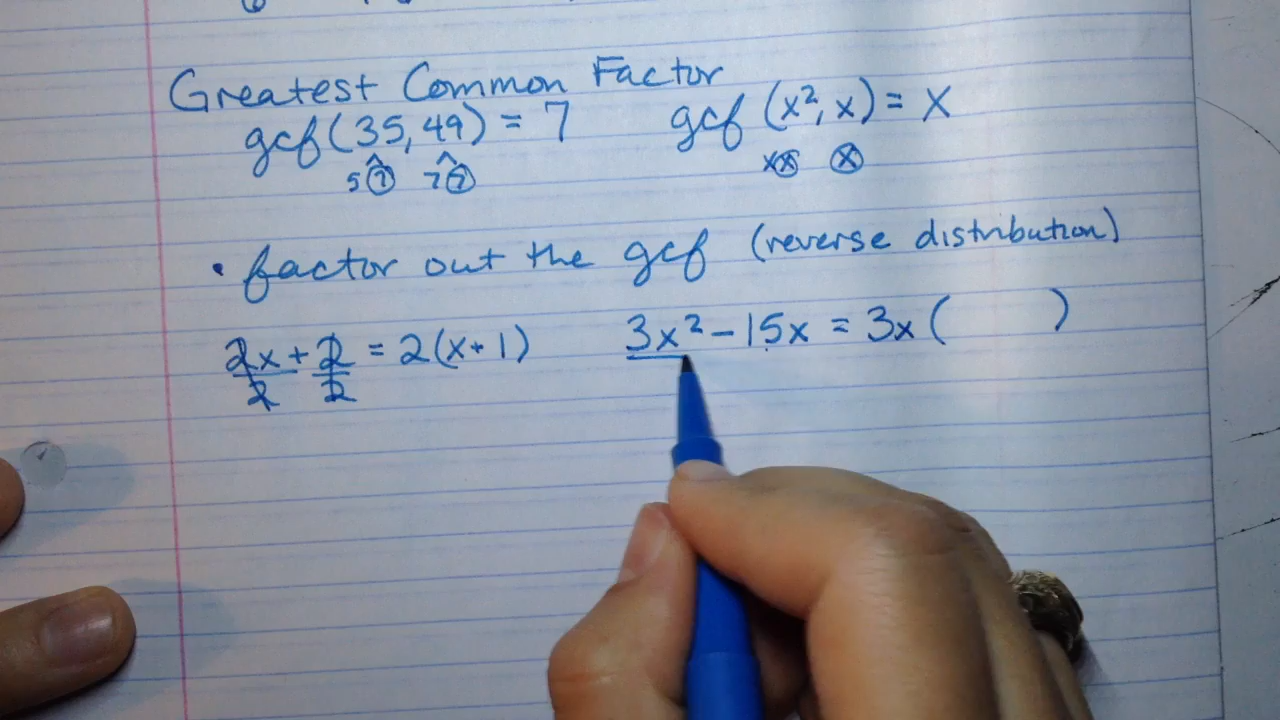 Greatest Common Factor
gcf (35, 49) = 7 gcf (x², x) = x
5 7 7 7 x x x
• factor out the gcf (reverse distribution)
2x + 2 = 2(x + 1) 3x² - 15x = 3x ( )
2 2